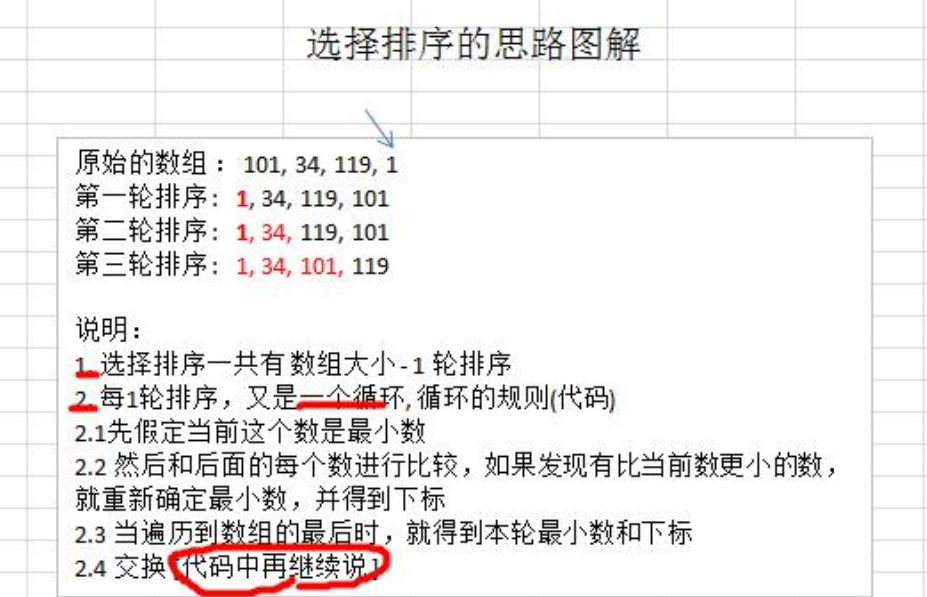 选择排序的思路图解
原始的数组： 101, 34, 119, 1
第一轮排序: 1, 34, 119, 101
第二轮排序: 1, 34, 119, 101
第三轮排序: 1, 34, 101, 119
说明：
1. 选择排序一共有 数组大小 - 1 轮排序
2. 每1轮排序，又是一个循环, 循环的规则(代码)
2.1先假定当前这个数是最小数
2.2 然后和后面的每个数进行比较，如果发现有比当前数更小的数，
就重新确定最小数，并得到下标
2.3 当遍历到数组的最后时，就得到本轮最小数和下标
2.4 交换 [代码中再继续说]